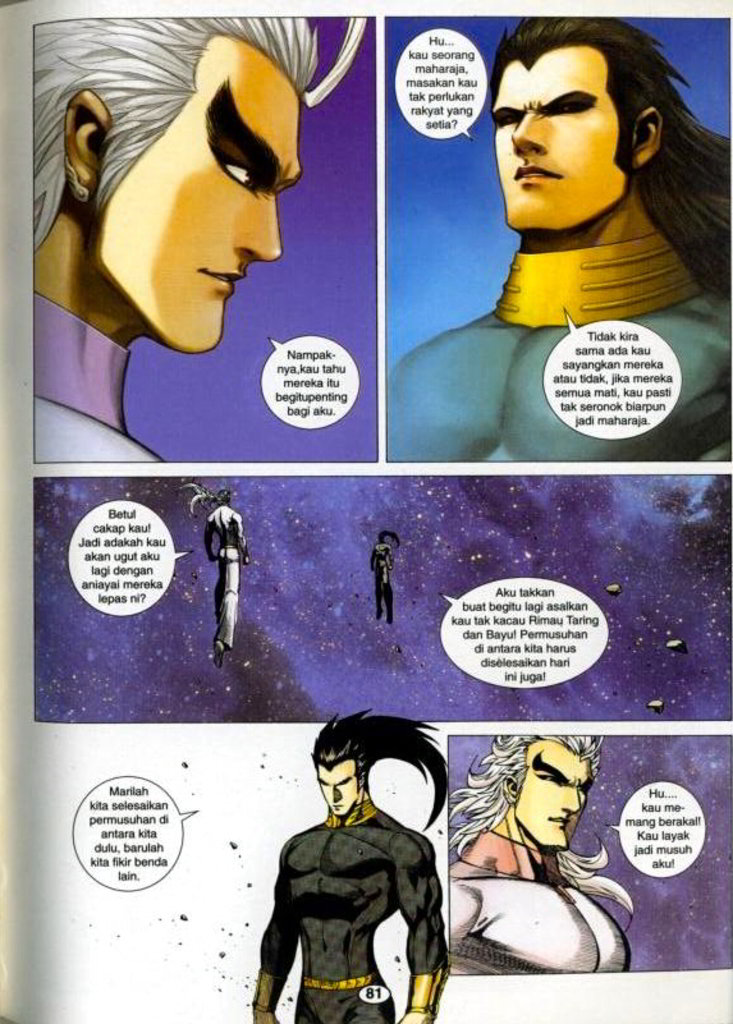 Nampak-
nya,kau tahu
mereka itu
begitupenting
bagi aku.
Hu...
kau seorang
maharaja,
masakan kau
tak perlukan
rakyat yang
setia?
Tidak kira
sama ada kau
sayangkan mereka
atau tidak, jika mereka
semua mati, kau pasti
tak seronok biarpun
jadi maharaja.
Betul
cakap kau!
Jadi adakah kau
akan ugut aku
lagi dengan
aniayai mereka
lepas ni?
Aku takkan
buat begitu lagi asalkan
kau tak kacau Rimau Taring
dan Bayu! Permusuhan
di antara kita harus
diselesaikan hari
ini juga!
Marilah
kita selesaikan
permusuhan di
antara kita
dulu, barulah
kita fikir benda
lain.
Hu....
kau me-
mang berakal!
Kau layak
jadi musuh
aku!
81